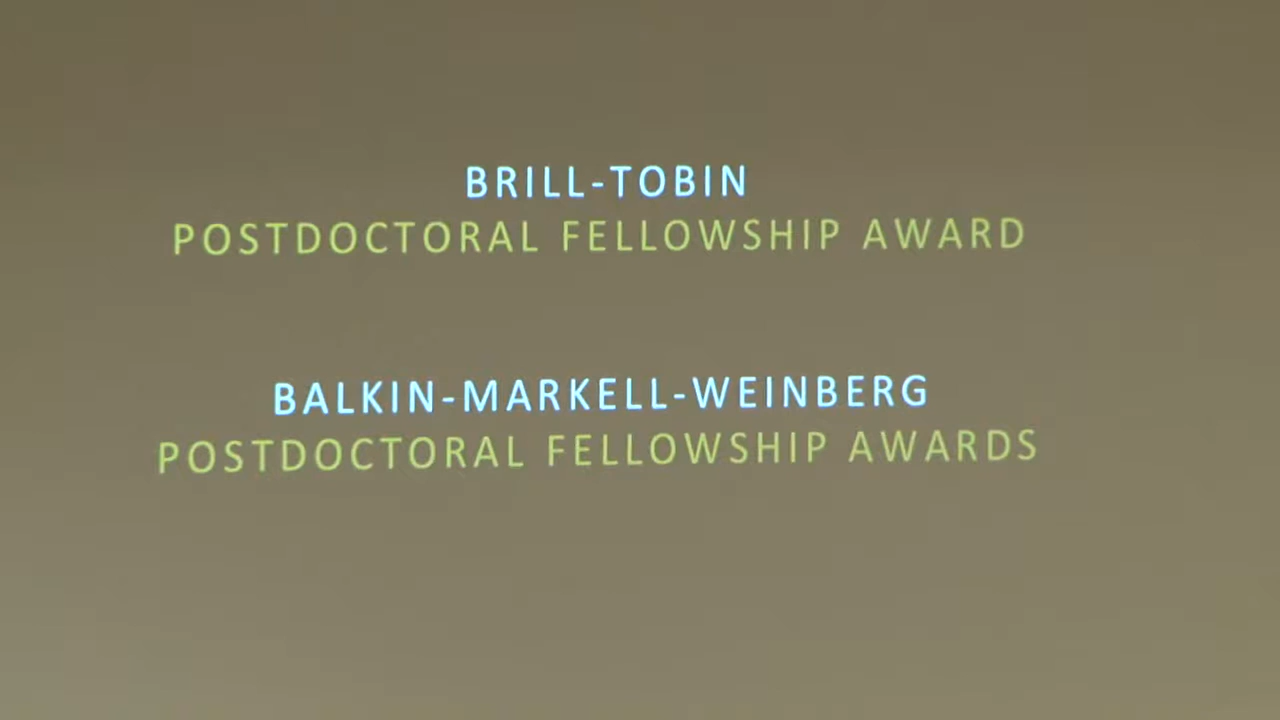 BRILL-TOBIN
POSTDOCTORAL FELLOWSHIP AWARD
BALKIN-MARKELL-WEINBERG
POSTDOCTORAL FELLOWSHIP AWARDS